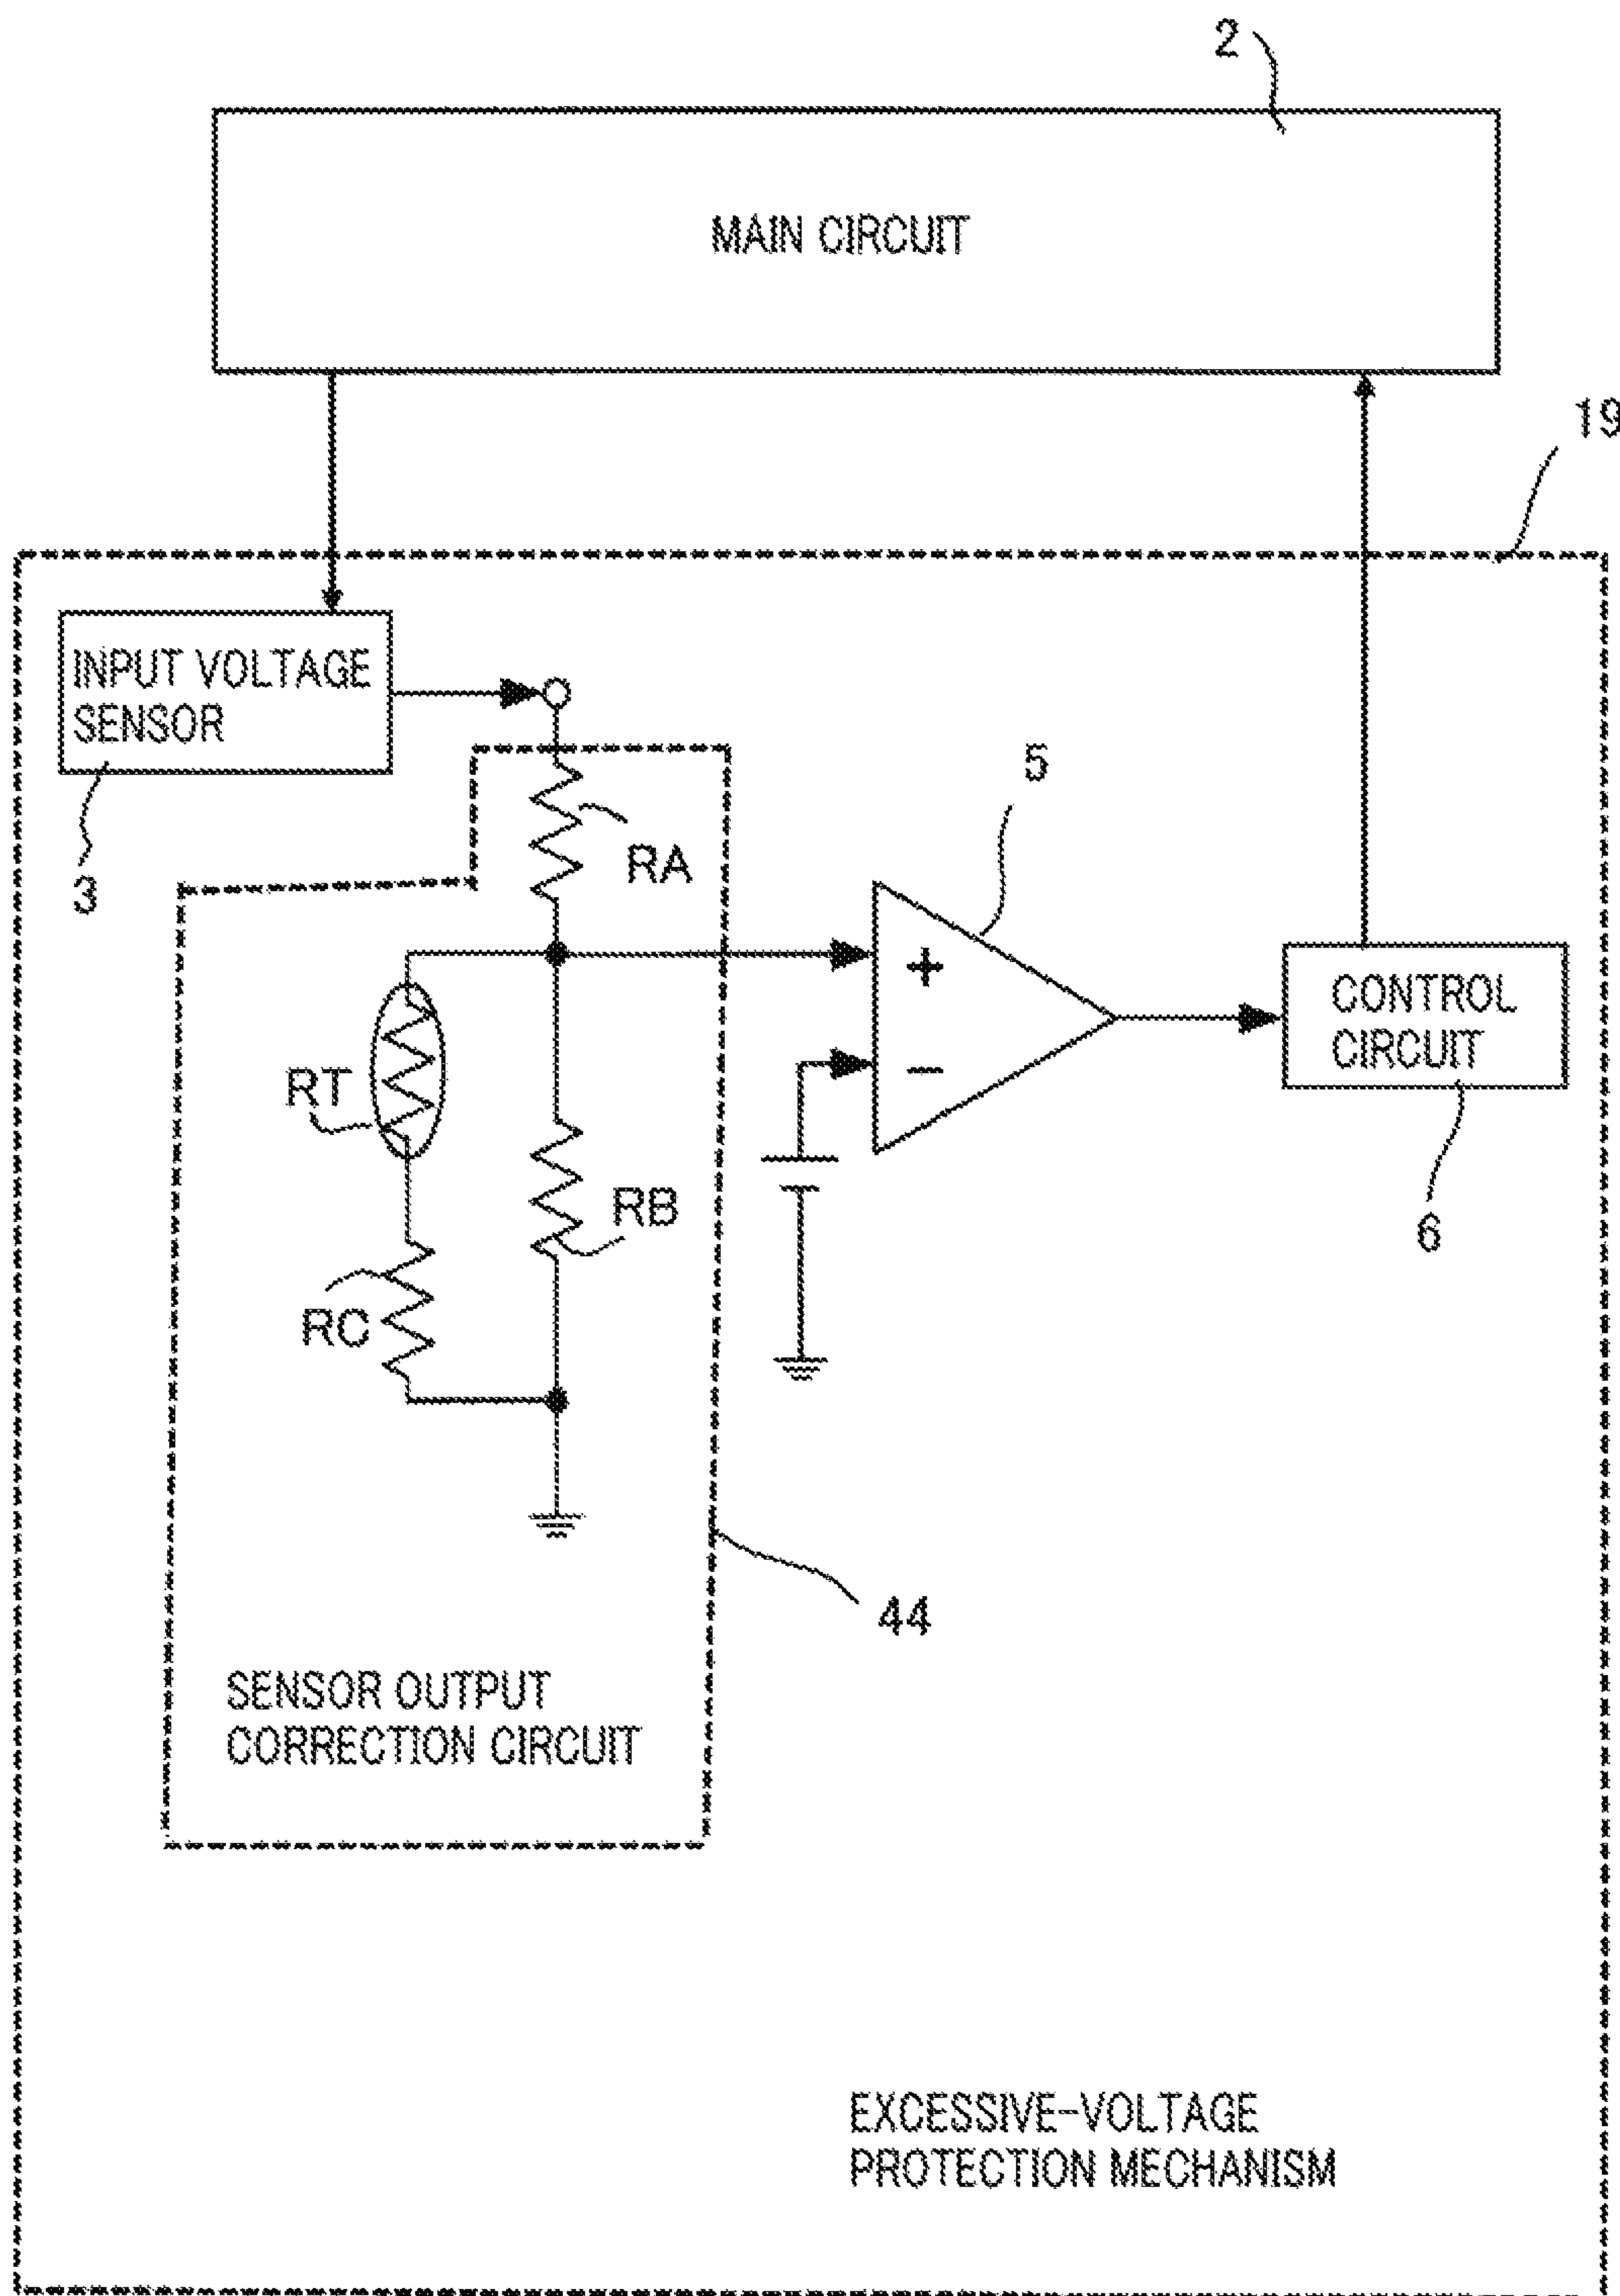 2
MAIN CIRCUIT
19
INPUT VOLTAGE
SENSOR
3
RA
5
+
−
CONTROL
CIRCUIT
6
RT
RB
RC
44
SENSOR OUTPUT
CORRECTION CIRCUIT
EXCESSIVE-VOLTAGE
PROTECTION MECHANISM